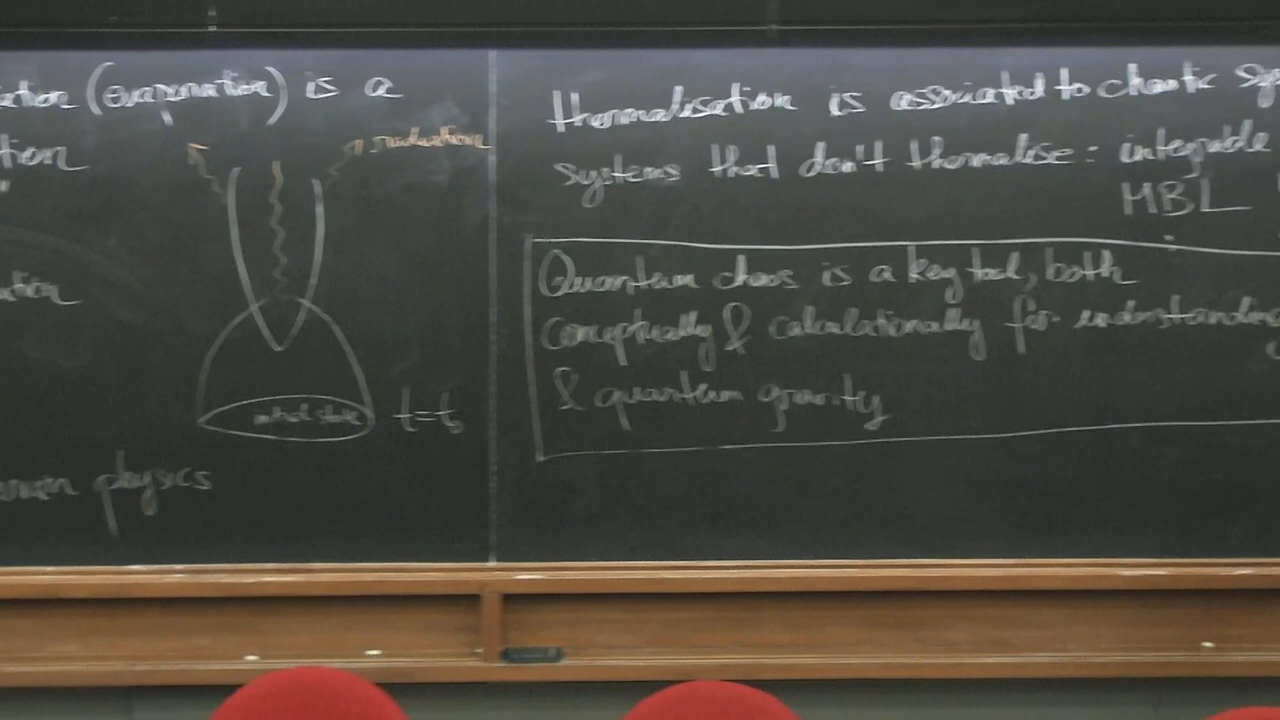 (evaporation) is a
radiation
initial state
t=t₀
physics
thermalisation is associated to chaotic sy
systems that don't thermalise: integrable
MBL
Quantum chaos is a key tool, both
conceptually & calculationally for understanding
& quantum gravity